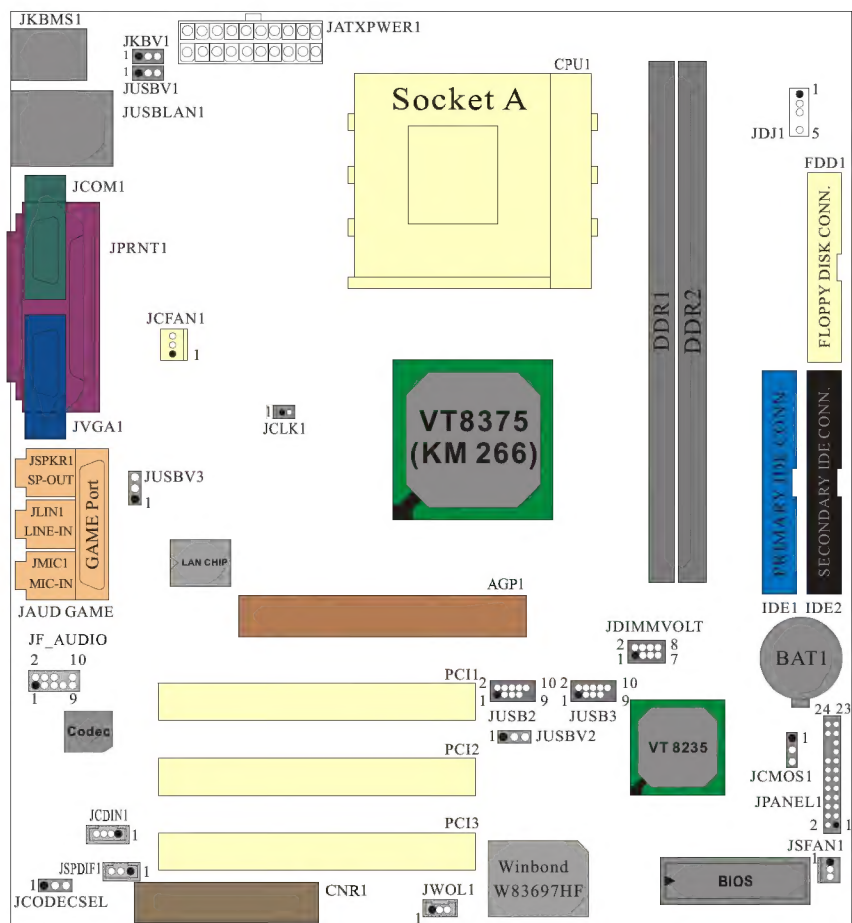 JKBMS1
JKBV1
1
JATXPWER1
1
JUSBV1
CPU1
JUSBLAN1
Socket A
1
JDJ1
5
FDD1
JCOM1
JPRNT1
FLOPPY DISK CONN.
DDR1
DDR2
JCFAN1
1
VT8375
(KM 266)
1
JCLK1
JVGA1
PRIMARY IDE CONN.
SECONDARY IDE CONN.
JSPKR1
SP-OUT
JLIN1
LINE-IN
JMIC1
MIC-IN
GAME Port
JUSBV3
1
LAN CHIP
AGP1
JAUD GAME
IDE1 IDE2
JDIMMVOLT
2 8
1 7
BAT1
JF_AUDIO
2 10
1 9
PCI1
2 10
1 9
JUSB2
2 10
1 9
JUSB3
1
JUSBV2
Codec
VT 8235
24 23
1
JCMOS1
JPANEL1
2 1
PCI2
JCDIN1
1
PCI3
JSPDIF1
1
1
JCODECSEL
CNR1
JWOL1
1
Winbond
W83697HF
BIOS
JSFAN1
1